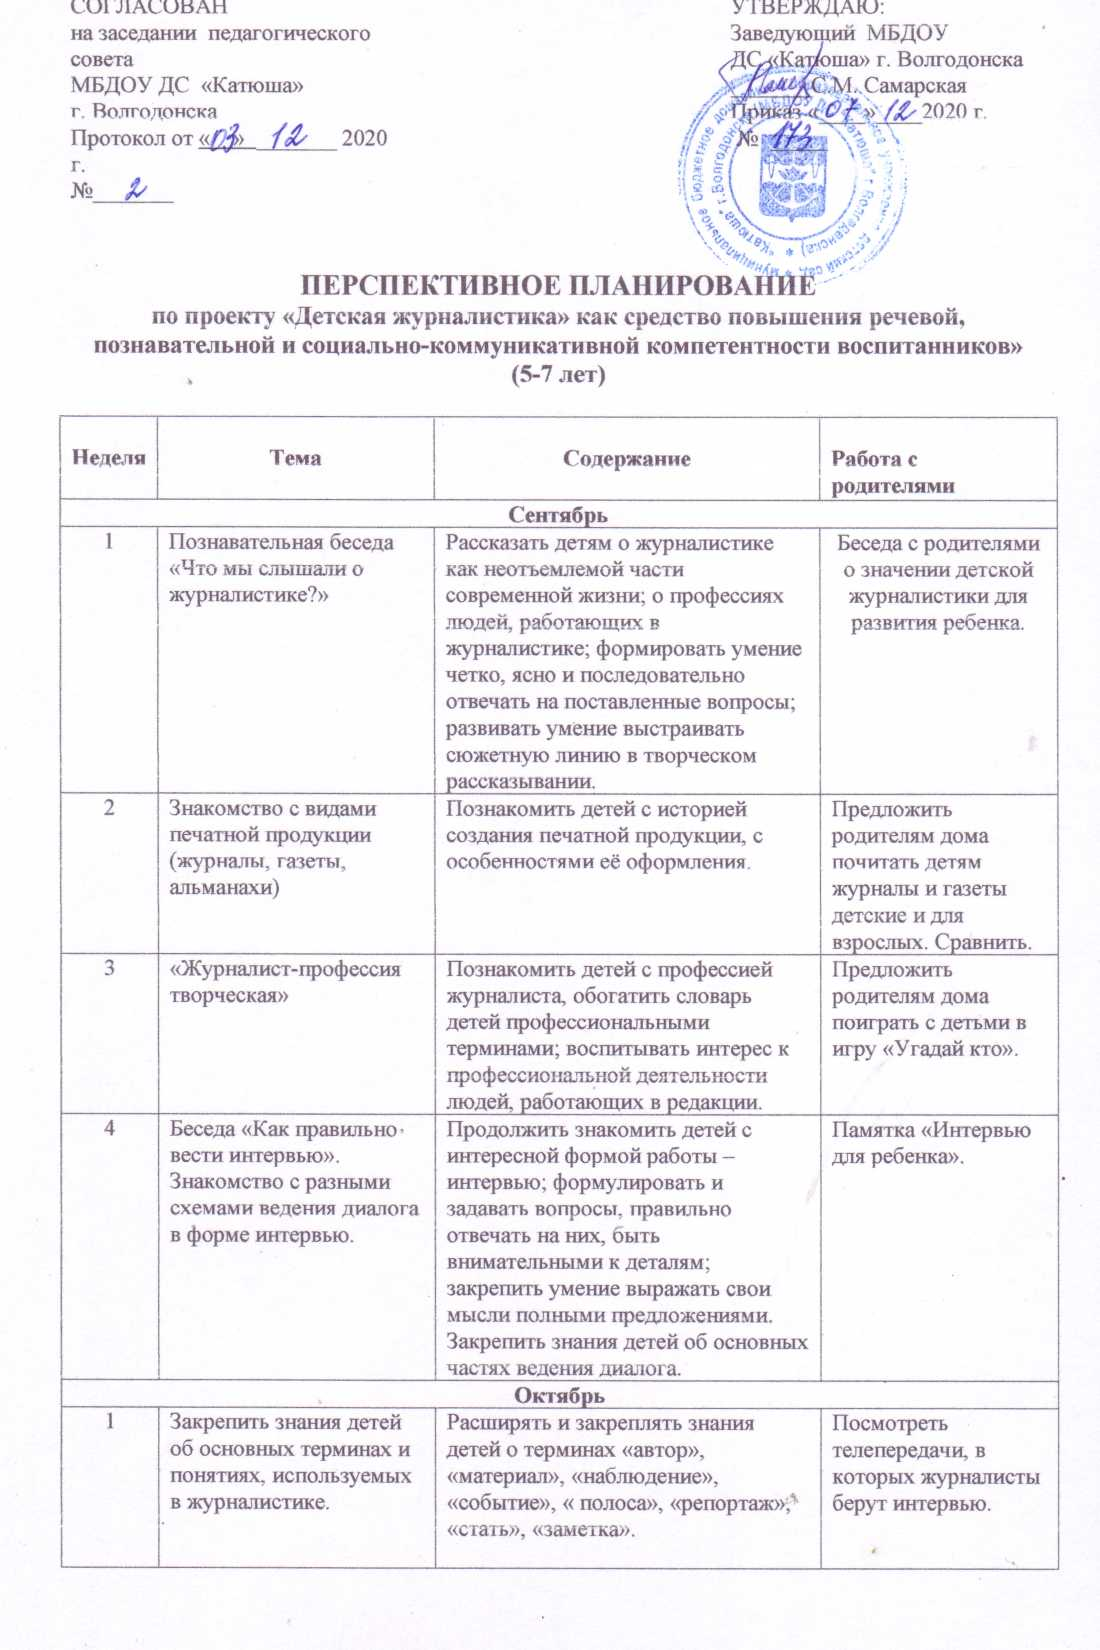 СОГЛАСОВАН
на заседании педагогического
совета
МБДОУ ДС «Катюша»
г. Волгодонска
Протокол от «03» 12 2020
г.
№ 2
УТВЕРЖДАЮ:
Заведующий МБДОУ
ДС «Катюша» г. Волгодонска
С.М. Самарская
Приказ «07» 12 2020 г.
№ 173
ПЕРСПЕКТИВНОЕ ПЛАНИРОВАНИЕ
по проекту «Детская журналистика» как средство повышения речевой,
познавательной и социально-коммуникативной компетентности воспитанников»
(5-7 лет)
Неделя
Тема
Содержание
Работа с
родителями
Сентябрь
1
Познавательная беседа
«Что мы слышали о
журналистике?»
Рассказать детям о журналистике
как неотъемлемой части
современной жизни; о профессиях
людей, работающих в
журналистике; формировать умение
четко, ясно и последовательно
отвечать на поставленные вопросы;
развивать умение выстраивать
сюжетную линию в творческом
рассказывании.
Беседа с родителями
о значении детской
журналистики для
развития ребенка.
2
Знакомство с видами
печатной продукции
(журналы, газеты,
альманахи)
Познакомить детей с историей
создания печатной продукции, с
особенностями её оформления.
Предложить
родителям дома
почитать детям
журналы и газеты
детские и для
взрослых. Сравнить.
3
«Журналист-профессия
творческая»
Познакомить детей с профессией
журналиста, обогатить словарь
детей профессиональными
терминами; воспитывать интерес к
профессиональной деятельности
людей, работающих в редакции.
Предложить
родителям дома
поиграть с детьми в
игру «Угадай кто».
4
Беседа «Как правильно
вести интервью».
Знакомство с разными
схемами ведения диалога
в форме интервью.
Продолжить знакомить детей с
интересной формой работы –
интервью; формулировать и
задавать вопросы, правильно
отвечать на них, быть
внимательными к деталям;
закрепить умение выражать свои
мысли полными предложениями.
Закрепить знания детей об основных
частях ведения диалога.
Памятка «Интервью
для ребенка».
Октябрь
1
Закрепить знания детей
об основных терминах и
понятиях, используемых
в журналистике.
Расширять и закреплять знания
детей о терминах «автор»,
«материал», «наблюдение»,
«событие», « полоса», «репортаж»,
«стать», «заметка».
Посмотреть
телепередачи, в
которых журналисты
берут интервью.